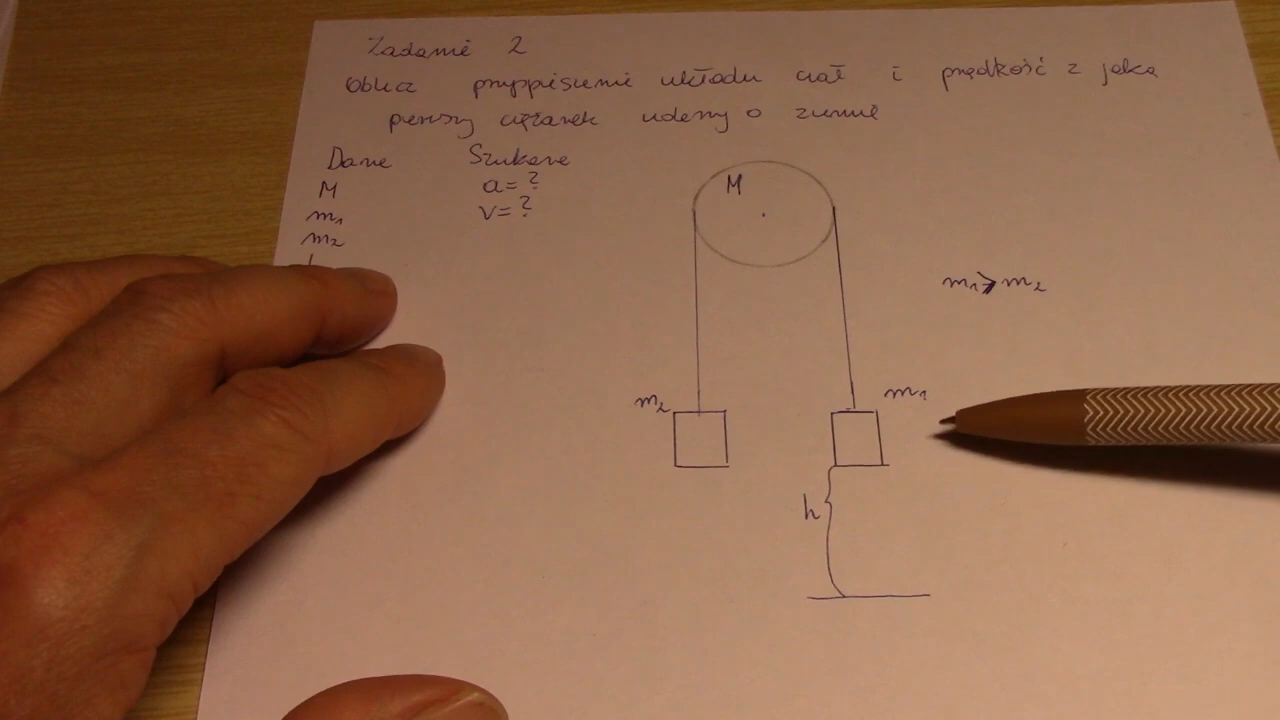 Zadanie 2
Oblicz przyspieszenie układu ciał i prędkość z jaką
pierwszy ciężarek uderzy o ziemię
Dane Szukane
M a=?
m₁ v=?
m₂
M
m₁>m₂
m₂
m₁
h